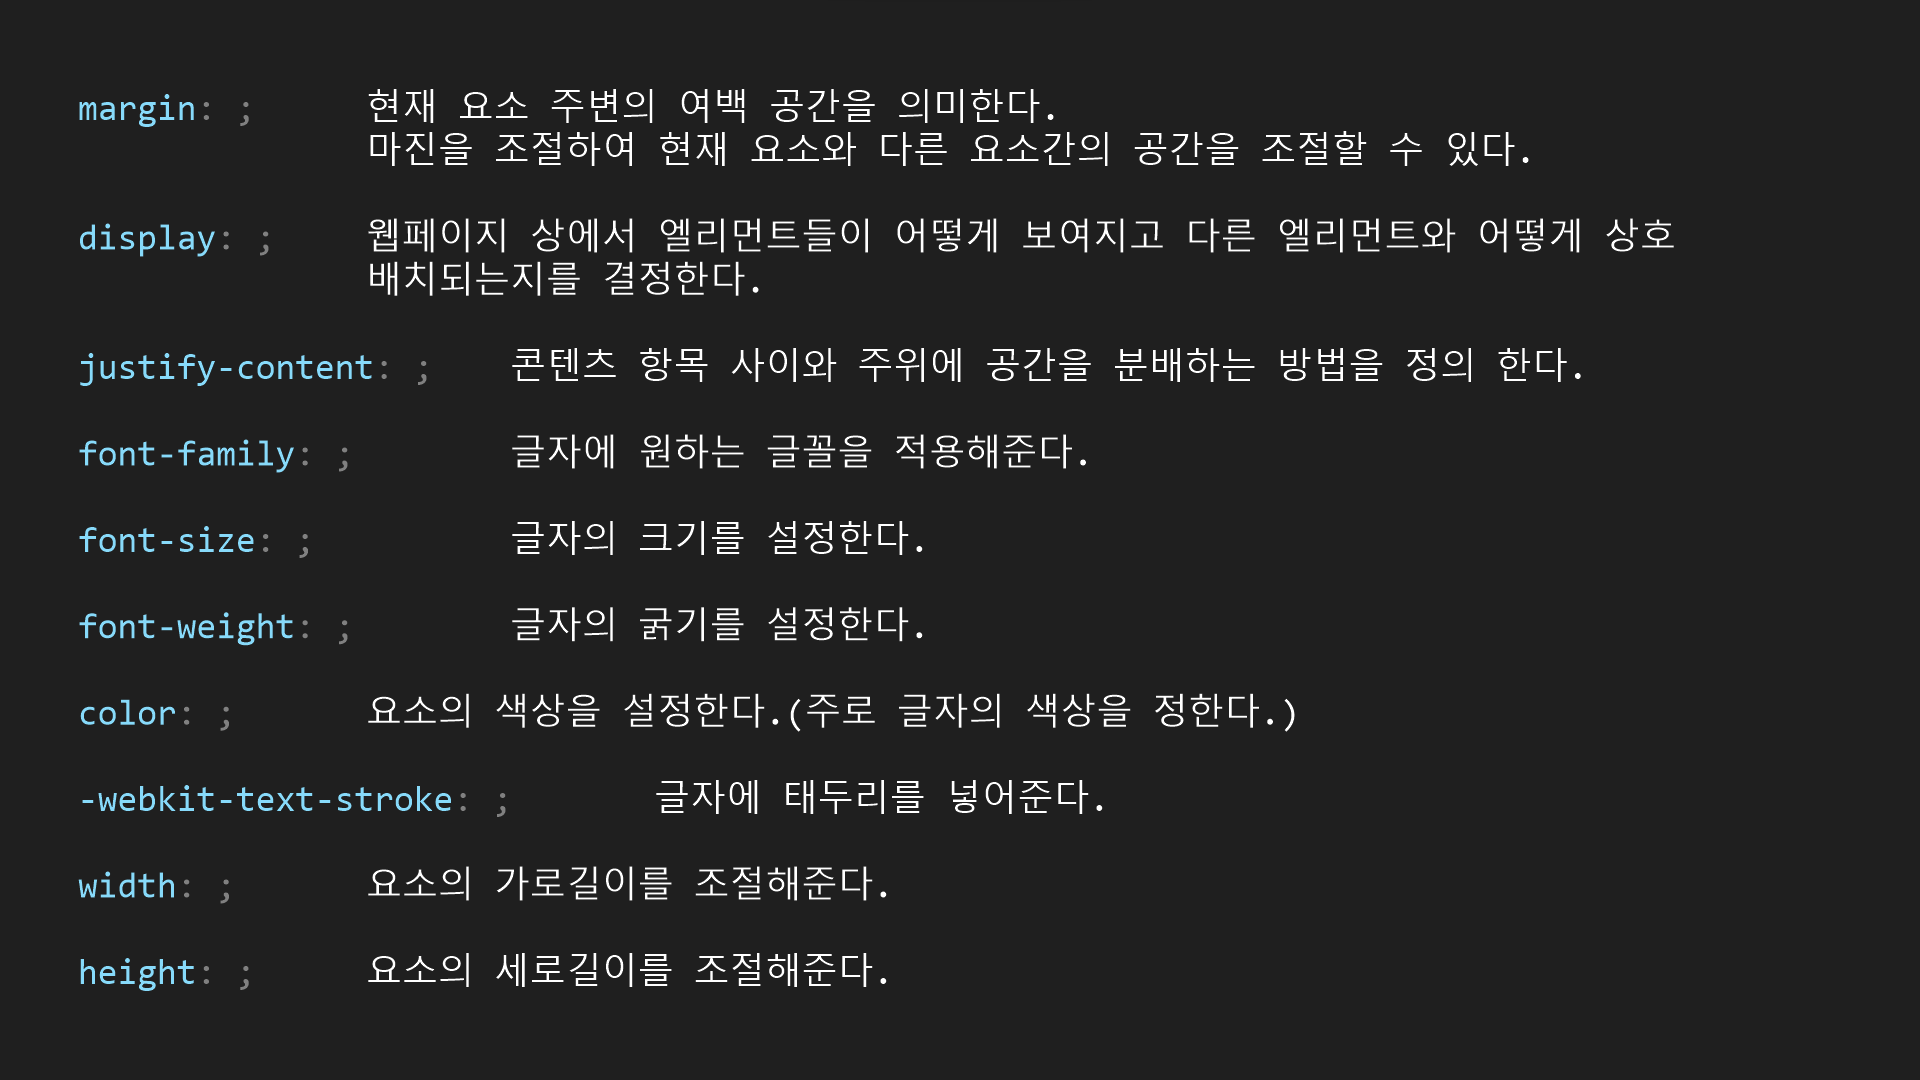 margin: ; 현재 요소 주변의 여백 공간을 의미한다.
마진을 조절하여 현재 요소와 다른 요소간의 공간을 조절할 수 있다.
display: ; 웹페이지 상에서 엘리먼트들이 어떻게 보여지고 다른 엘리먼트와 어떻게 상호
배치되는지를 결정한다.
justify-content: ; 콘텐츠 항목 사이와 주위에 공간을 분배하는 방법을 정의 한다.
font-family: ; 글자에 원하는 글꼴을 적용해준다.
font-size: ; 글자의 크기를 설정한다.
font-weight: ; 글자의 굵기를 설정한다.
color: ; 요소의 색상을 설정한다.(주로 글자의 색상을 정한다.)
-webkit-text-stroke: ; 글자에 태두리를 넣어준다.
width: ; 요소의 가로길이를 조절해준다.
height: ; 요소의 세로길이를 조절해준다.